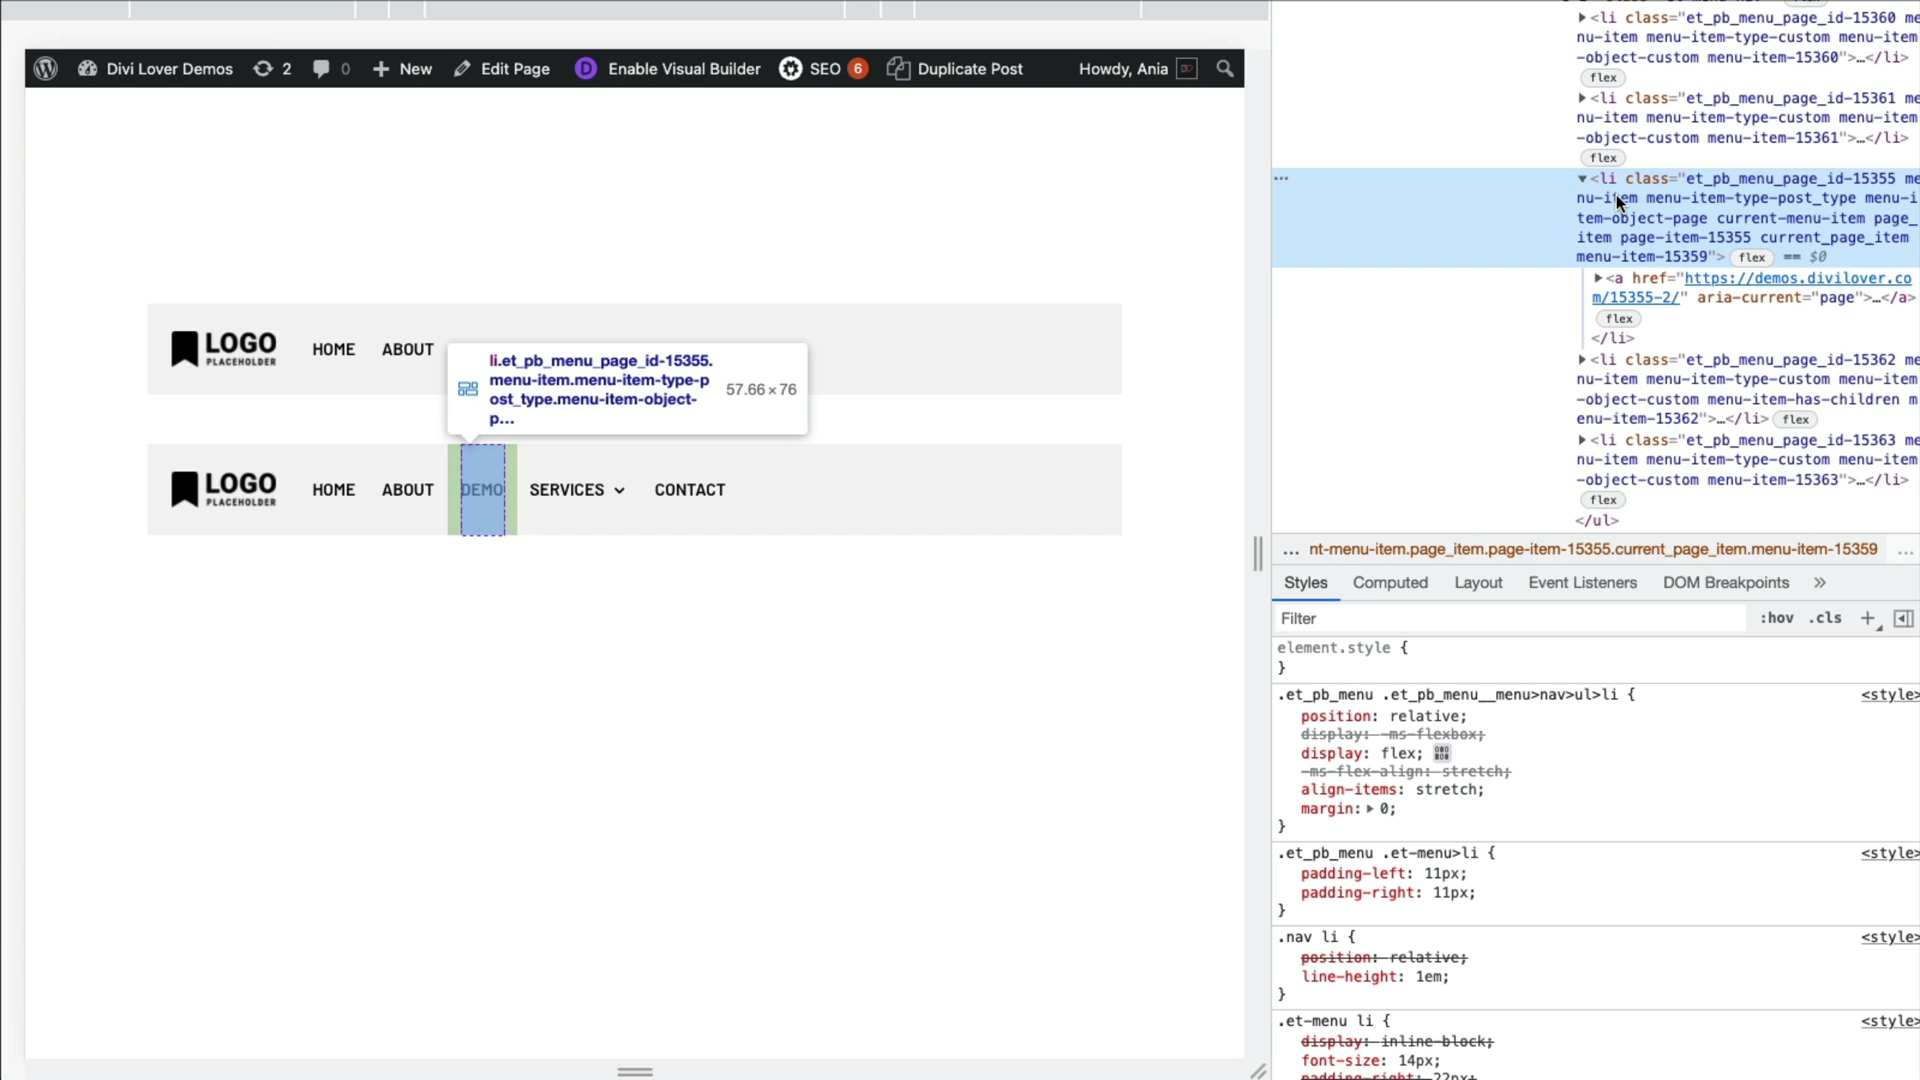 Divi Lover Demos 2 0 New Edit Page Enable Visual Builder SEO 6 Duplicate Post Howdy, Ania
LOGO
PLACEHOLDER
HOME ABOUT
li.et_pb_menu_page_id-15355.
menu-item.menu-item-type-p
ost_type.menu-item-object-
p...
57.66×76
LOGO
PLACEHOLDER
HOME ABOUT DEMO SERVICES CONTACT
<li class="et_pb_menu_page_id-15360 me
nu-item menu-item-type-custom menu-item
-object-custom menu-item-15360">…</li>
flex
<li class="et_pb_menu_page_id-15361 me
nu-item menu-item-type-custom menu-item
-object-custom menu-item-15361">…</li>
flex
<li class="et_pb_menu_page_id-15355 me
nu-item menu-item-type-post_type menu-i
tem-object-page current-menu-item page_
item page-item-15355 current_page_item
menu-item-15359"> flex == $0
<a href="https://demos.divilover.co
m/15355-2/" aria-current="page">…</a>
flex
</li>
<li class="et_pb_menu_page_id-15362 me
nu-item menu-item-type-custom menu-item
-object-custom menu-item-has-children m
enu-item-15362">…</li> flex
<li class="et_pb_menu_page_id-15363 me
nu-item menu-item-type-custom menu-item
-object-custom menu-item-15363">…</li>
flex
</ul>
... nt-menu-item.page_item.page-item-15355.current_page_item.menu-item-15359 ...
Styles Computed Layout Event Listeners DOM Breakpoints »
Filter :hov .cls +
element.style {
}
.et_pb_menu .et_pb_menu__menu>nav>ul>li { <style>
position: relative;
display: -ms-flexbox;
display: flex;
-ms-flex-align: stretch;
align-items: stretch;
margin: 0;
}
.et_pb_menu .et-menu>li { <style>
padding-left: 11px;
padding-right: 11px;
}
.nav li { <style>
position: relative;
line-height: 1em;
}
.et-menu li { <style>
display: inline-block;
font-size: 14px;
padding-right: 22px;